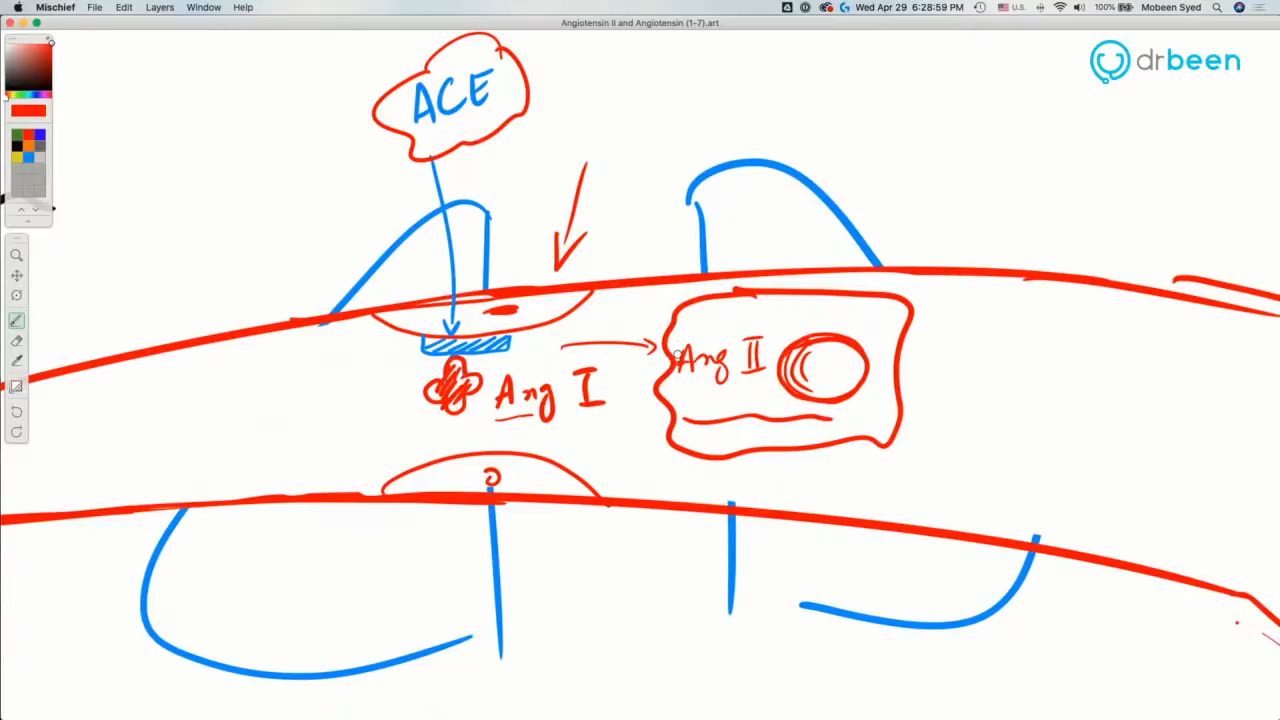 Mischief File Edit Layers Window Help U.S. 100% Wed Apr 29 6:28:59 PM Mobeen Syed
Angiotensin II and Angiotensin (1-7).art
drbeen
ACE
Ang I
Ang II